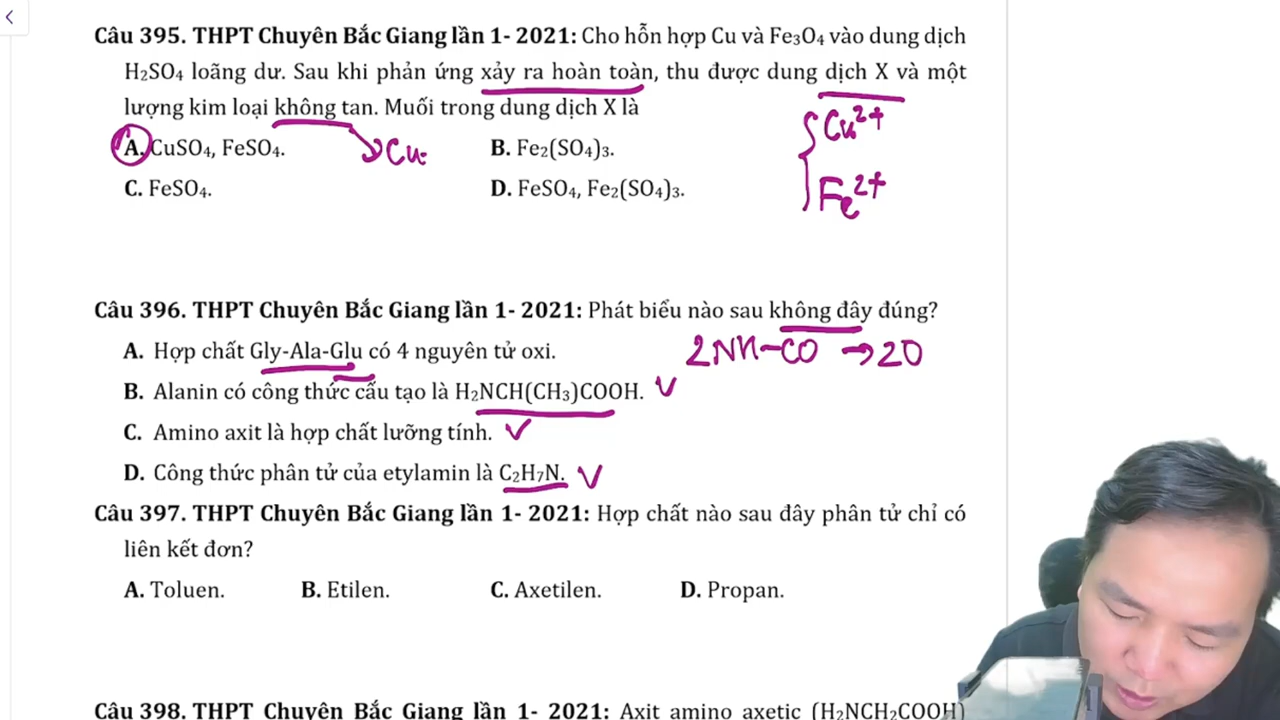 Câu 395. THPT Chuyên Bắc Giang lần 1- 2021: Cho hỗn hợp Cu và Fe₃O₄ vào dung dịch
H₂SO₄ loãng dư. Sau khi phản ứng xảy ra hoàn toàn, thu được dung dịch X và một
lượng kim loại không tan. Muối trong dung dịch X là
Cu²⁺
A. CuSO₄, FeSO₄.
Cu
B. Fe₂(SO₄)₃.
C. FeSO₄.
D. FeSO₄, Fe₂(SO₄)₃.
Fe²⁺
Câu 396. THPT Chuyên Bắc Giang lần 1- 2021: Phát biểu nào sau không đây đúng?
A. Hợp chất Gly-Ala-Glu có 4 nguyên tử oxi.
2NH-CO → 2O
B. Alanin có công thức cấu tạo là H₂NCH(CH₃)COOH. V
C. Amino axit là hợp chất lưỡng tính. V
D. Công thức phân tử của etylamin là C₂H₇N. V
Câu 397. THPT Chuyên Bắc Giang lần 1- 2021: Hợp chất nào sau đây phân tử chỉ có
liên kết đơn?
A. Toluen.
B. Etilen.
C. Axetilen.
D. Propan.
Câu 398. THPT Chuyên Bắc Giang lần 1- 2021: Axit amino axetic (H₂NCH₂COOH)